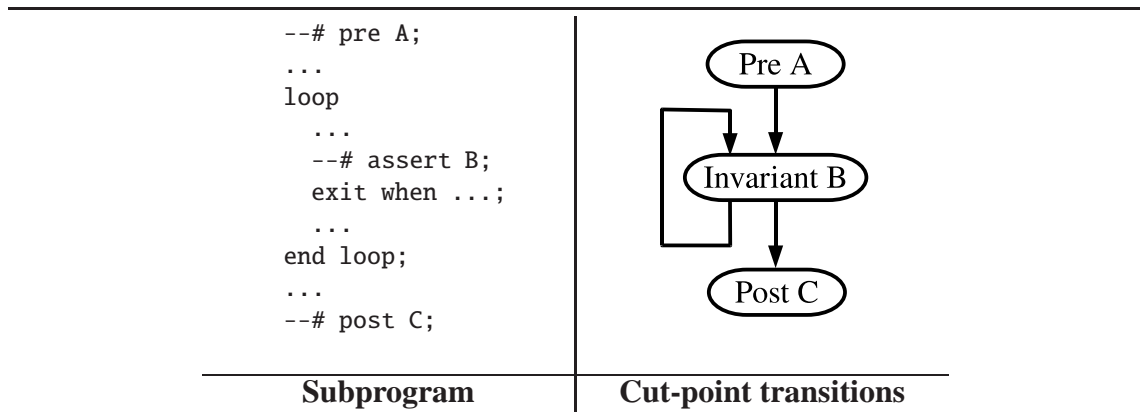 --# pre A;
...
loop
...
--# assert B;
exit when ...;
...
end loop;
...
--# post C;
Subprogram
Pre A
Invariant B
Post C
Cut-point transitions